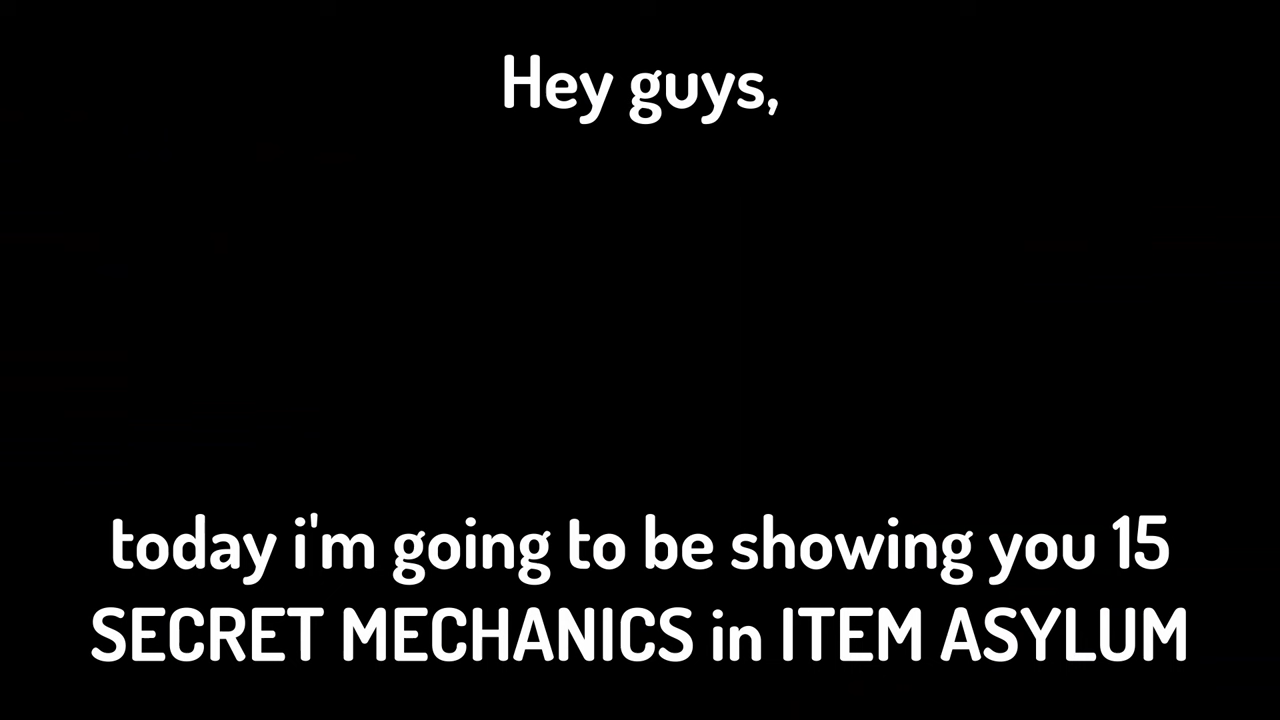 Hey guys,
today i'm going to be showing you 15
SECRET MECHANICS in ITEM ASYLUM